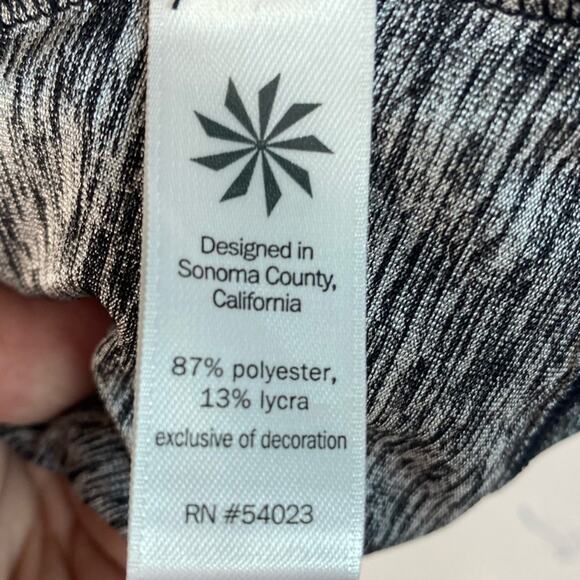 Designed in
Sonoma County,
California
87% polyester,
13% lycra
exclusive of decoration
RN #54023